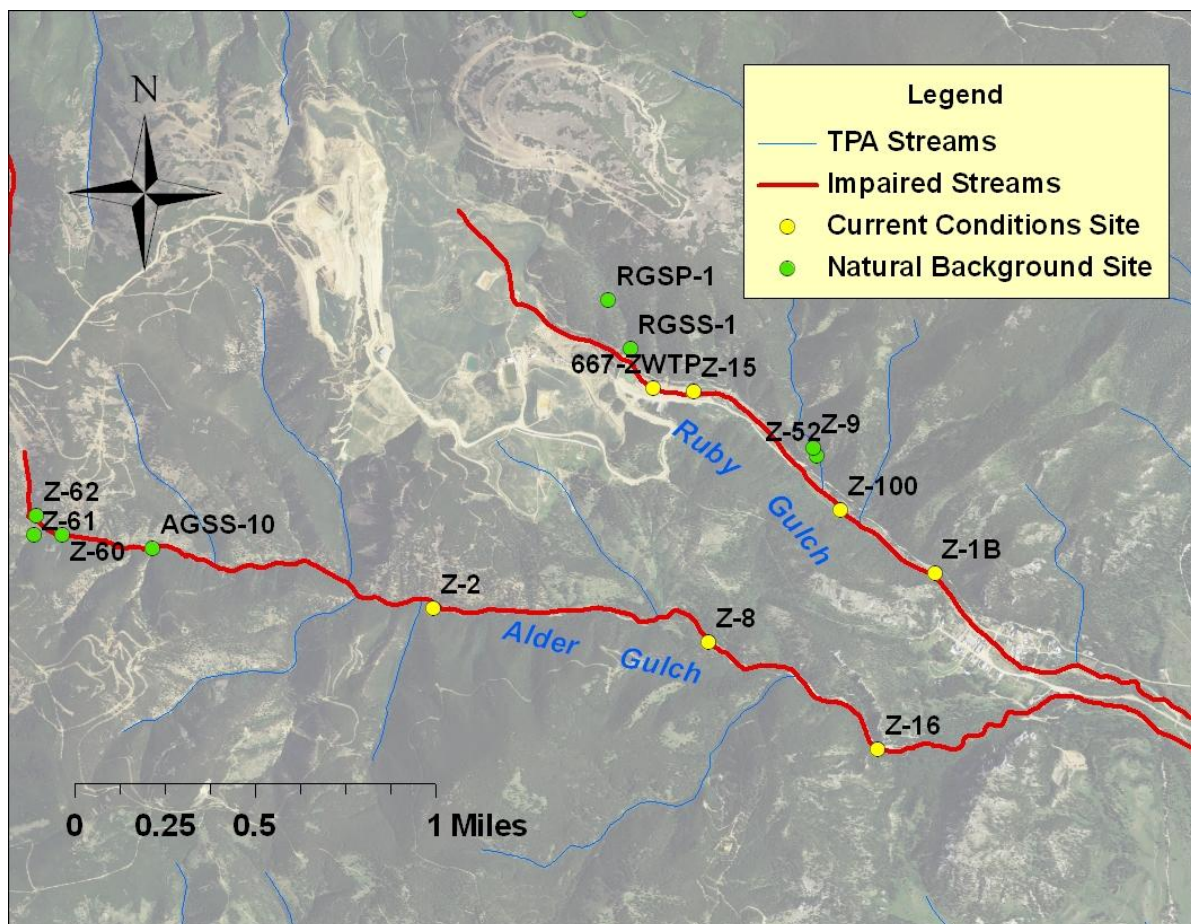 N
Legend
TPA Streams
Impaired Streams
Current Conditions Site
Natural Background Site
RGSP-1
RGSS-1
667-ZWTP
Z-15
Ruby
Gulch
Z-52
Z-9
Z-100
Z-1B
Z-62
Z-61
Z-60
AGSS-10
Z-2
Alder
Gulch
Z-8
Z-16
0 0.25 0.5 1 Miles